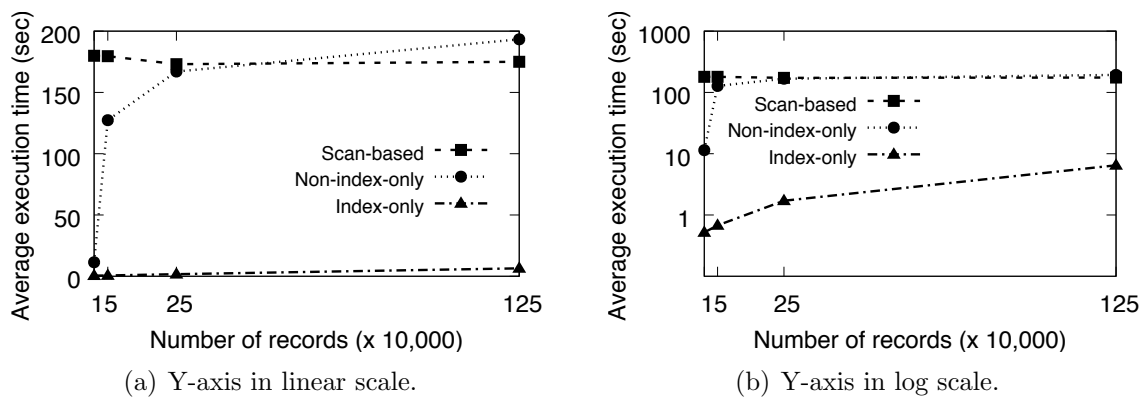 Average execution time (sec)
200
150
100
50
0
Scan-based
Non-index-only
Index-only
15 25 125
Number of records (x 10,000)
(a) Y-axis in linear scale.
Average execution time (sec)
1000
100
10
1
Scan-based
Non-index-only
Index-only
15 25 125
Number of records (x 10,000)
(b) Y-axis in log scale.